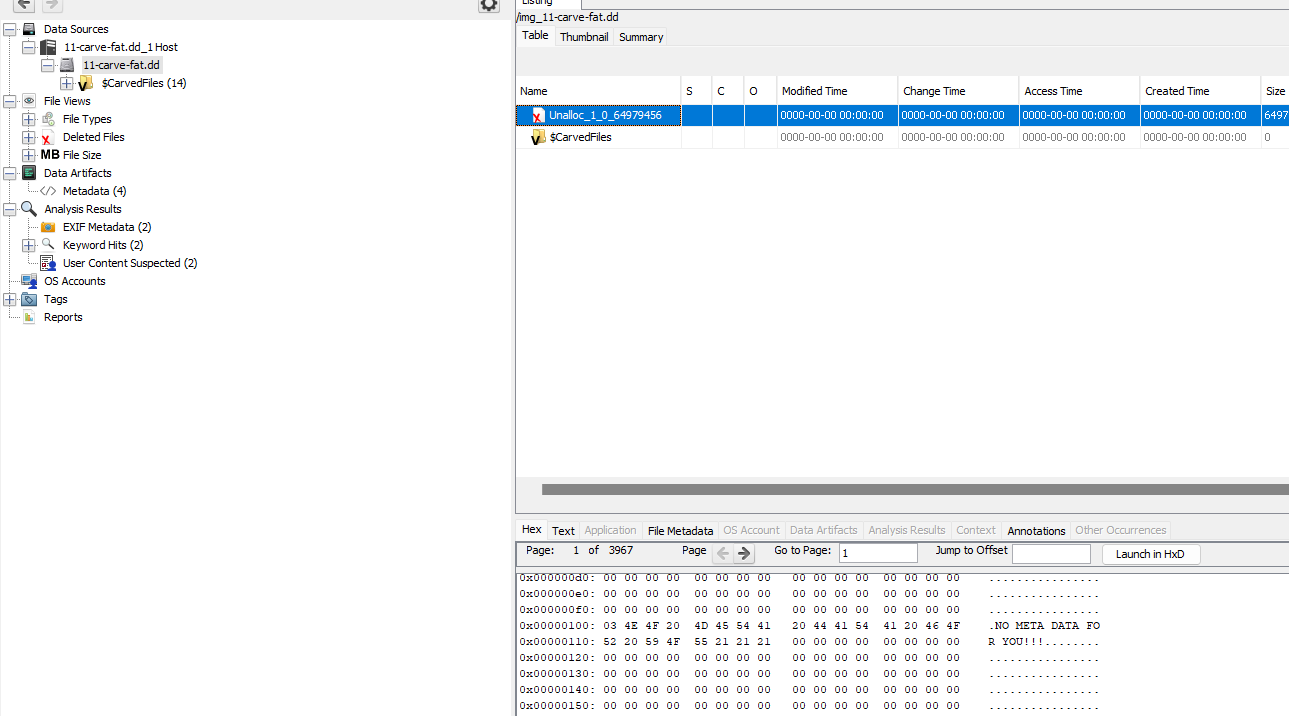 Listing
/img_11-carve-fat.dd
Table Thumbnail Summary
Data Sources
11-carve-fat.dd_1 Host
11-carve-fat.dd
$CarvedFiles (14)
File Views
File Types
Deleted Files
MB File Size
Data Artifacts
Metadata (4)
Analysis Results
EXIF Metadata (2)
Keyword Hits (2)
User Content Suspected (2)
OS Accounts
Tags
Reports
Name S C O Modified Time Change Time Access Time Created Time Size
Unalloc_1_0_64979456 0000-00-00 00:00:00 0000-00-00 00:00:00 0000-00-00 00:00:00 0000-00-00 00:00:00 6497
$CarvedFiles 0000-00-00 00:00:00 0000-00-00 00:00:00 0000-00-00 00:00:00 0000-00-00 00:00:00 0
Hex Text Application File Metadata OS Account Data Artifacts Analysis Results Context Annotations Other Occurrences
Page: 1 of 3967 Page Go to Page: 1 Jump to Offset Launch in HxD
0x000000d0: 00 00 00 00 00 00 00 00 00 00 00 00 00 00 00 00 ................
0x000000e0: 00 00 00 00 00 00 00 00 00 00 00 00 00 00 00 00 ................
0x000000f0: 00 00 00 00 00 00 00 00 00 00 00 00 00 00 00 00 ................
0x00000100: 03 4E 4F 20 4D 45 54 41 20 44 41 54 41 20 46 4F .NO META DATA FO
0x00000110: 52 20 59 4F 55 21 21 21 00 00 00 00 00 00 00 00 R YOU!!!........
0x00000120: 00 00 00 00 00 00 00 00 00 00 00 00 00 00 00 00 ................
0x00000130: 00 00 00 00 00 00 00 00 00 00 00 00 00 00 00 00 ................
0x00000140: 00 00 00 00 00 00 00 00 00 00 00 00 00 00 00 00 ................
0x00000150: 00 00 00 00 00 00 00 00 00 00 00 00 00 00 00 00 ................